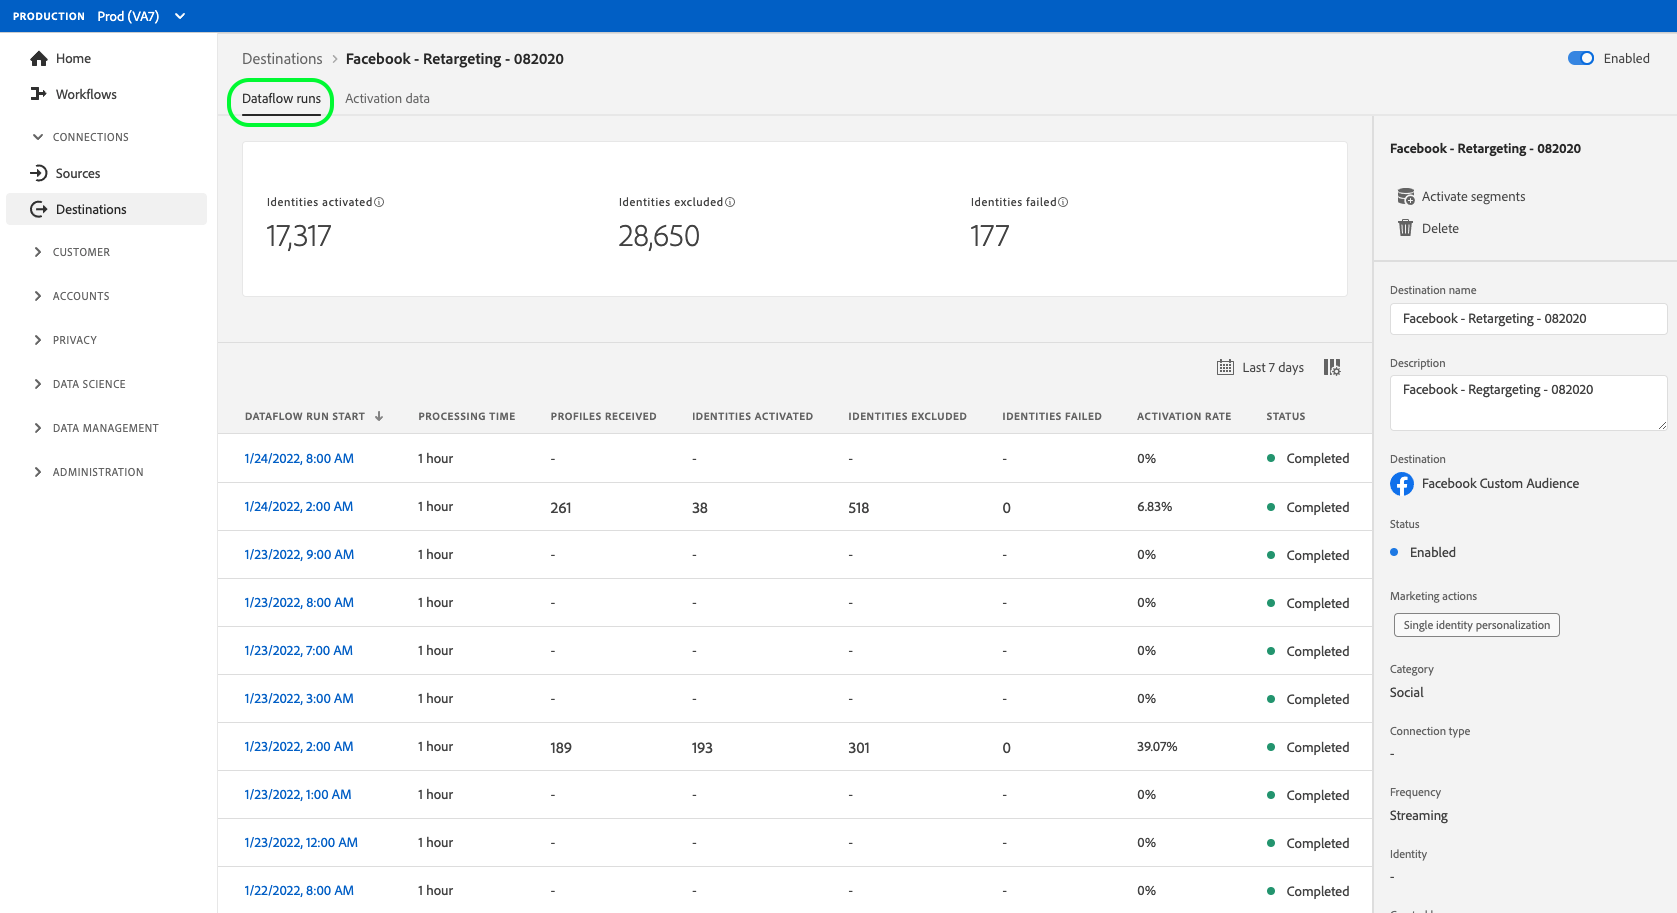 PRODUCTION Prod (VA7)
Home
Workflows
CONNECTIONS
Sources
Destinations
CUSTOMER
ACCOUNTS
PRIVACY
DATA SCIENCE
DATA MANAGEMENT
ADMINISTRATION
Destinations > Facebook - Retargeting - 082020
Enabled
Dataflow runs Activation data
Identities activated Identities excluded Identities failed
17,317 28,650 177
Last 7 days
DATAFLOW RUN START ↓ PROCESSING TIME PROFILES RECEIVED IDENTITIES ACTIVATED IDENTITIES EXCLUDED IDENTITIES FAILED ACTIVATION RATE STATUS
1/24/2022, 8:00 AM 1 hour - - - - 0% Completed
1/24/2022, 2:00 AM 1 hour 261 38 518 0 6.83% Completed
1/23/2022, 9:00 AM 1 hour - - - - 0% Completed
1/23/2022, 8:00 AM 1 hour - - - - 0% Completed
1/23/2022, 7:00 AM 1 hour - - - - 0% Completed
1/23/2022, 3:00 AM 1 hour - - - - 0% Completed
1/23/2022, 2:00 AM 1 hour 189 193 301 0 39.07% Completed
1/23/2022, 1:00 AM 1 hour - - - - 0% Completed
1/23/2022, 12:00 AM 1 hour - - - - 0% Completed
1/22/2022, 8:00 AM 1 hour - - - - 0% Completed
Facebook - Retargeting - 082020
Activate segments
Delete
Destination name
Facebook - Retargeting - 082020
Description
Facebook - Regtargeting - 082020
Destination
Facebook Custom Audience
Status
Enabled
Marketing actions
Single identity personalization
Category
Social
Connection type
-
Frequency
Streaming
Identity
-